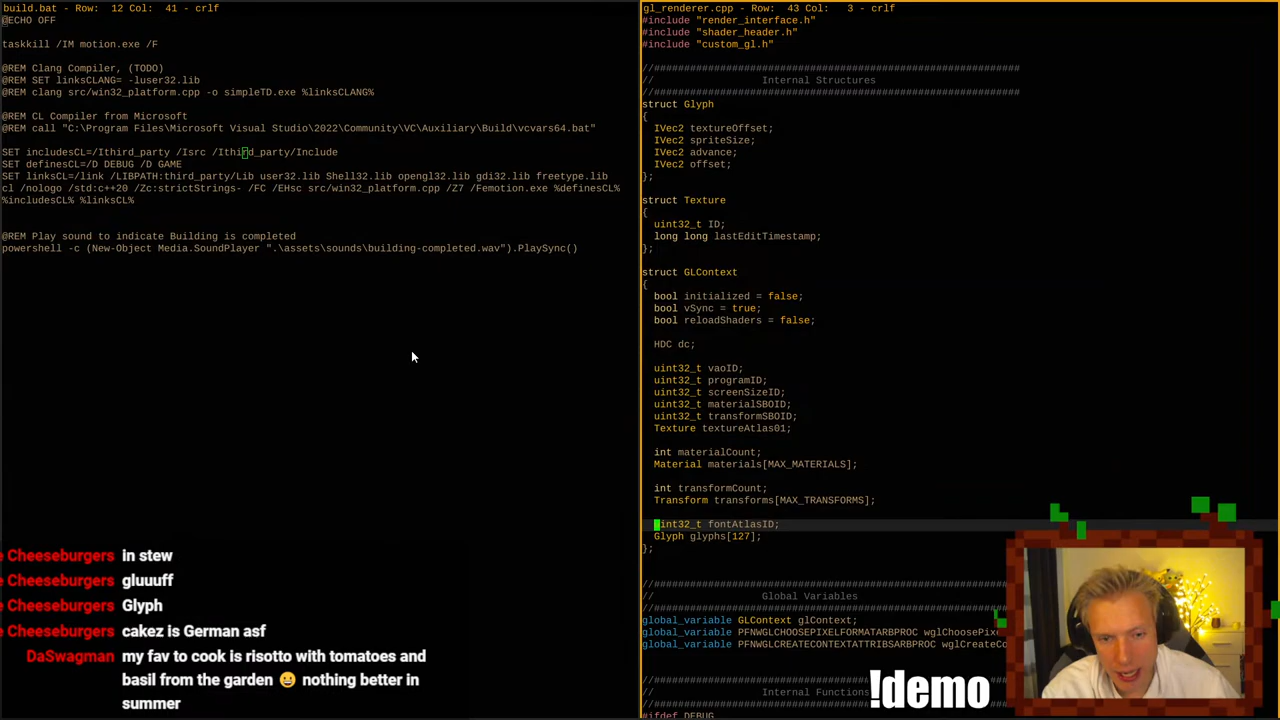 build.bat - Row: 12 Col: 41 - crlf
@ECHO OFF
taskkill /IM motion.exe /F
@REM Clang Compiler, (TODO)
@REM SET linksCLANG= -luser32.lib
@REM clang src/win32_platform.cpp -o simpleTD.exe %linksCLANG%
@REM CL Compiler from Microsoft
@REM call "C:\Program Files\Microsoft Visual Studio\2022\Community\VC\Auxiliary\Build\vcvars64.bat"
SET includesCL=/Ithird_party /Isrc /Ithird_party/Include
SET definesCL=/D DEBUG /D GAME
SET linksCL=/link /LIBPATH:third_party/Lib user32.lib Shell32.lib opengl32.lib gdi32.lib freetype.lib
cl /nologo /std:c++20 /Zc:strictStrings- /FC /EHsc src/win32_platform.cpp /Z7 /Femotion.exe %definesCL%
%includesCL% %linksCL%
@REM Play sound to indicate Building is completed
powershell -c (New-Object Media.SoundPlayer ".\assets\sounds\building-completed.wav").PlaySync()
gl_renderer.cpp - Row: 43 Col: 3 - crlf
#include "render_interface.h"
#include "shader_header.h"
#include "custom_gl.h"
//#############################################################
// Internal Structures
//#############################################################
struct Glyph
{
IVec2 textureOffset;
IVec2 spriteSize;
IVec2 advance;
IVec2 offset;
};
struct Texture
{
uint32_t ID;
long long lastEditTimestamp;
};
struct GLContext
{
bool initialized = false;
bool vSync = true;
bool reloadShaders = false;
HDC dc;
uint32_t vaoID;
uint32_t programID;
uint32_t screenSizeID;
uint32_t materialSBOID;
uint32_t transformSBOID;
Texture textureAtlas01;
int materialCount;
Material materials[MAX_MATERIALS];
int transformCount;
Transform transforms[MAX_TRANSFORMS];
uint32_t fontAtlasID;
Glyph glyphs[127];
};
//###########################################################
// Global Variables
//###########################################################
global_variable GLContext glContext;
global_variable PFNWGLCHOOSEPIXELFORMATARBPROC wglChoosePixe
global_variable PFNWGLCREATECONTEXTATTRIBSARBPROC wglCreateCo
//###########################################################
// Internal Functions
//###########################################################
#ifdef DEBUG
e Cheeseburgers in stew
e Cheeseburgers gluuuff
e Cheeseburgers Glyph
e Cheeseburgers cakez is German asf
DaSwagman my fav to cook is risotto with tomatoes and
basil from the garden 😀 nothing better in
summer
!demo